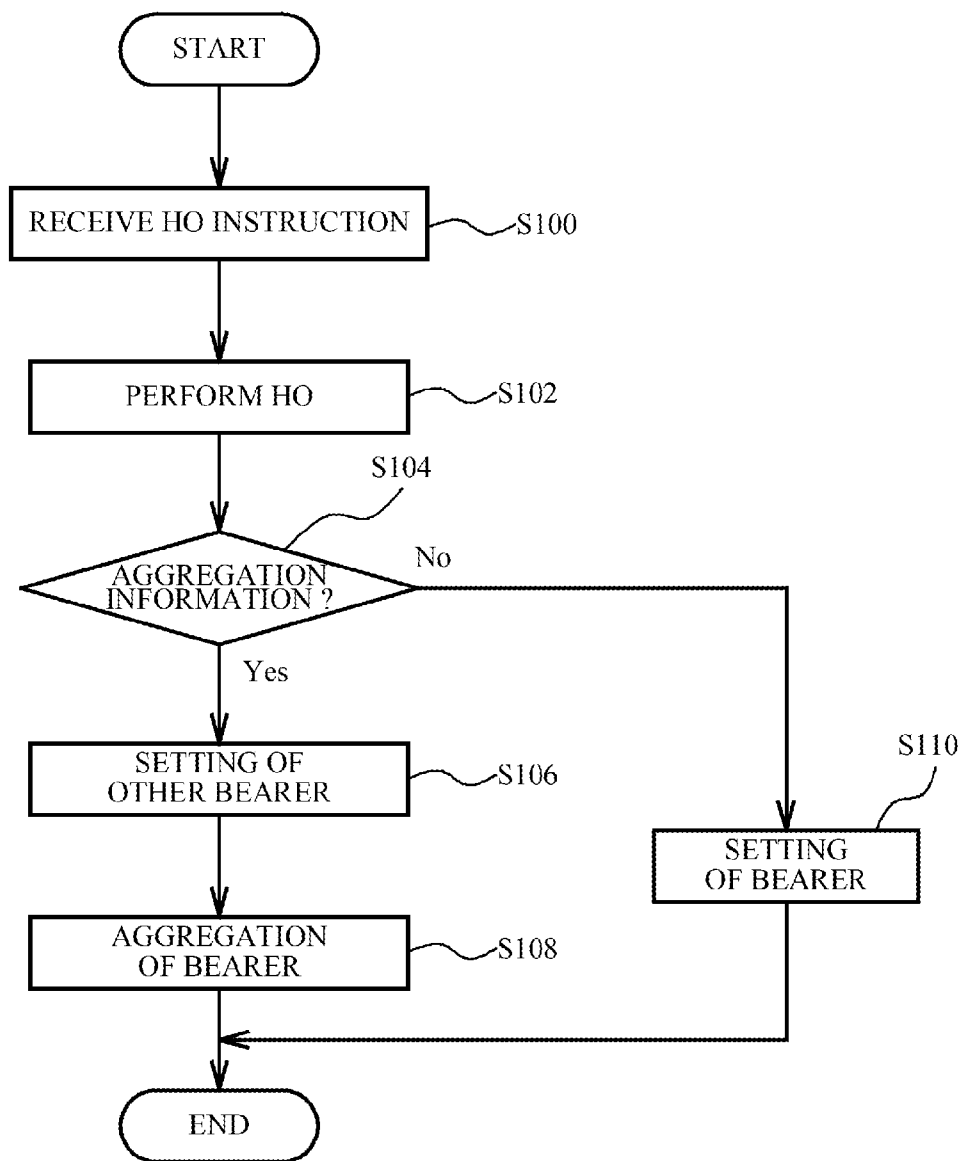 START
RECEIVE HO INSTRUCTION
S100
PERFORM HO
S102
S104
AGGREGATION
INFORMATION ?
No
Yes
SETTING OF
OTHER BEARER
S106
S110
SETTING
OF BEARER
AGGREGATION
OF BEARER
S108
END